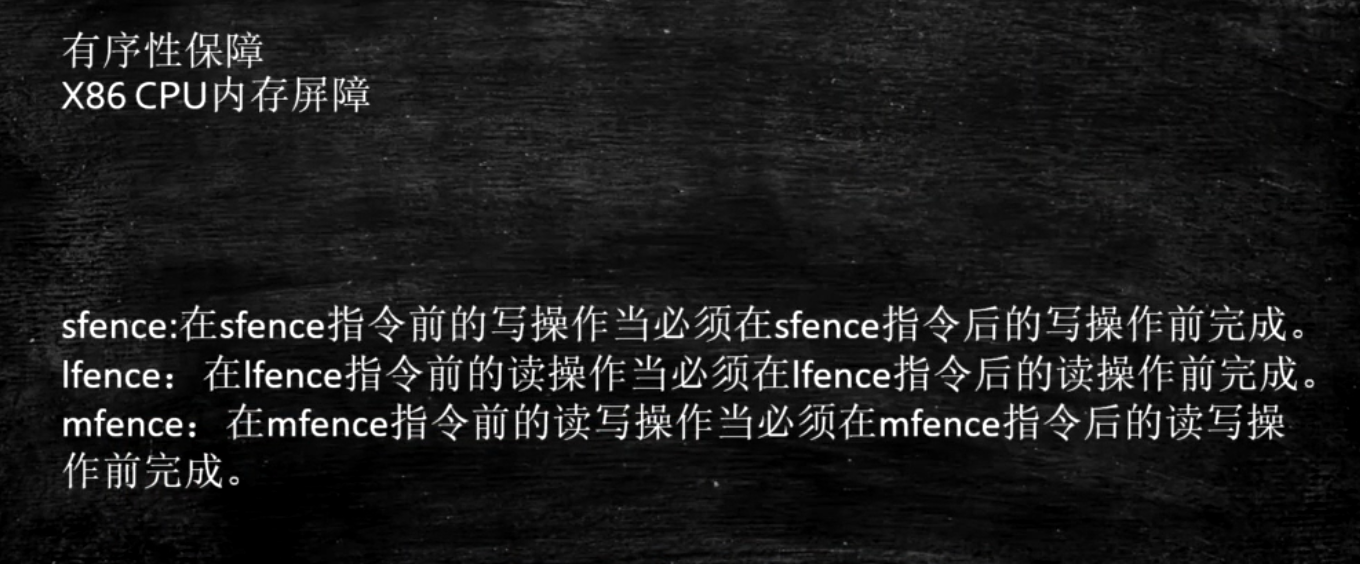 有序性保障
X86 CPU内存屏障
sfence:在sfence指令前的写操作当必须在sfence指令后的写操作前完成。
lfence：在lfence指令前的读操作当必须在lfence指令后的读操作前完成。
mfence：在mfence指令前的读写操作当必须在mfence指令后的读写操
作前完成。